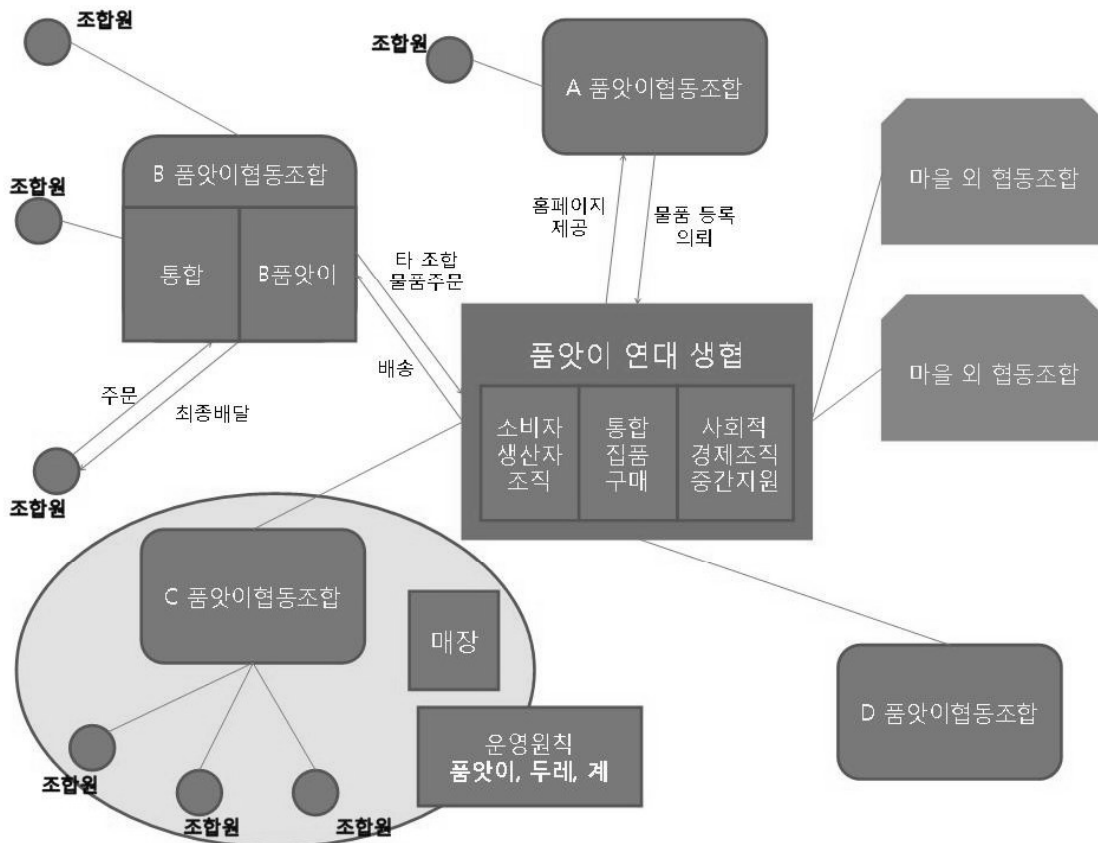 조합원
조합원
A 품앗이협동조합
B 품앗이협동조합
마을 외 협동조합
조합원
홈페이지
제공
물품 등록
의뢰
통합
B품앗이
타 조합
물품주문
품앗이 연대 생협
배송
마을 외 협동조합
주문
최종배달
소비자
생산자
조직
통합
집품
구매
사회적
경제조직
중간지원
조합원
C 품앗이협동조합
매장
D 품앗이협동조합
운영원칙
품앗이, 두레, 계
조합원
조합원
조합원